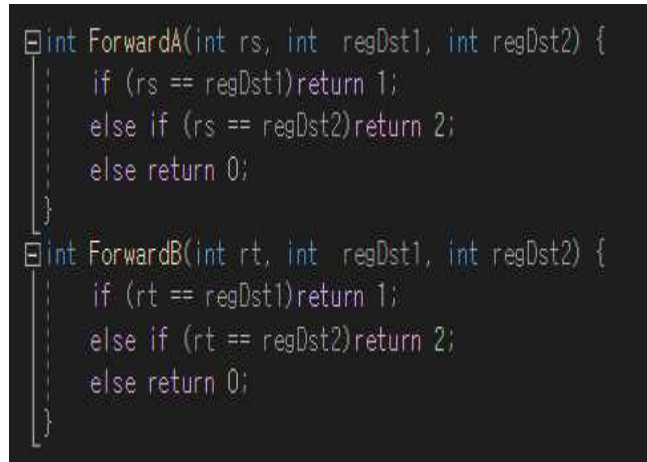 int ForwardA(int rs, int  regDst1, int regDst2) {
    if (rs == regDst1)return 1;
    else if (rs == regDst2)return 2;
    else return 0;
}
int ForwardB(int rt, int  regDst1, int regDst2) {
    if (rt == regDst1)return 1;
    else if (rt == regDst2)return 2;
    else return 0;
}